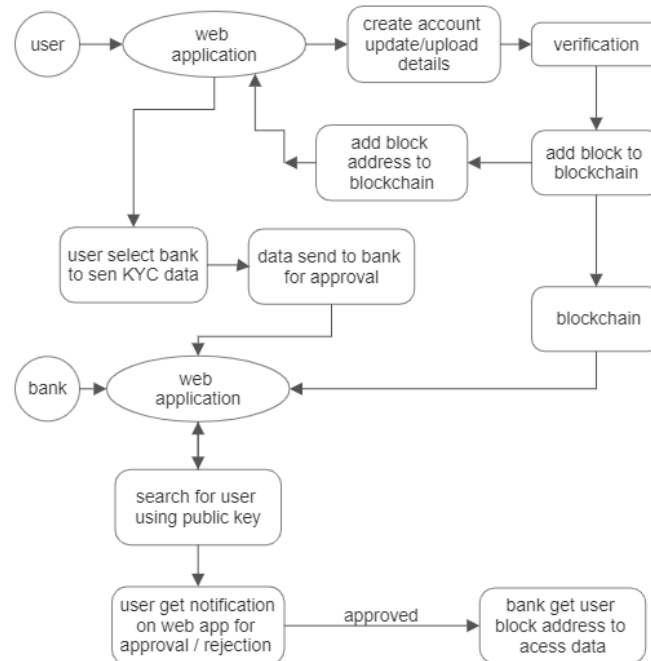 user
web
application
create account
update/upload
details
verification
add block
address to
blockchain
add block to
blockchain
user select bank
to sen KYC data
data send to bank
for approval
blockchain
bank
web
application
search for user
using public key
user get notification
on web app for
approval / rejection
approved
bank get user
block address to
acess data